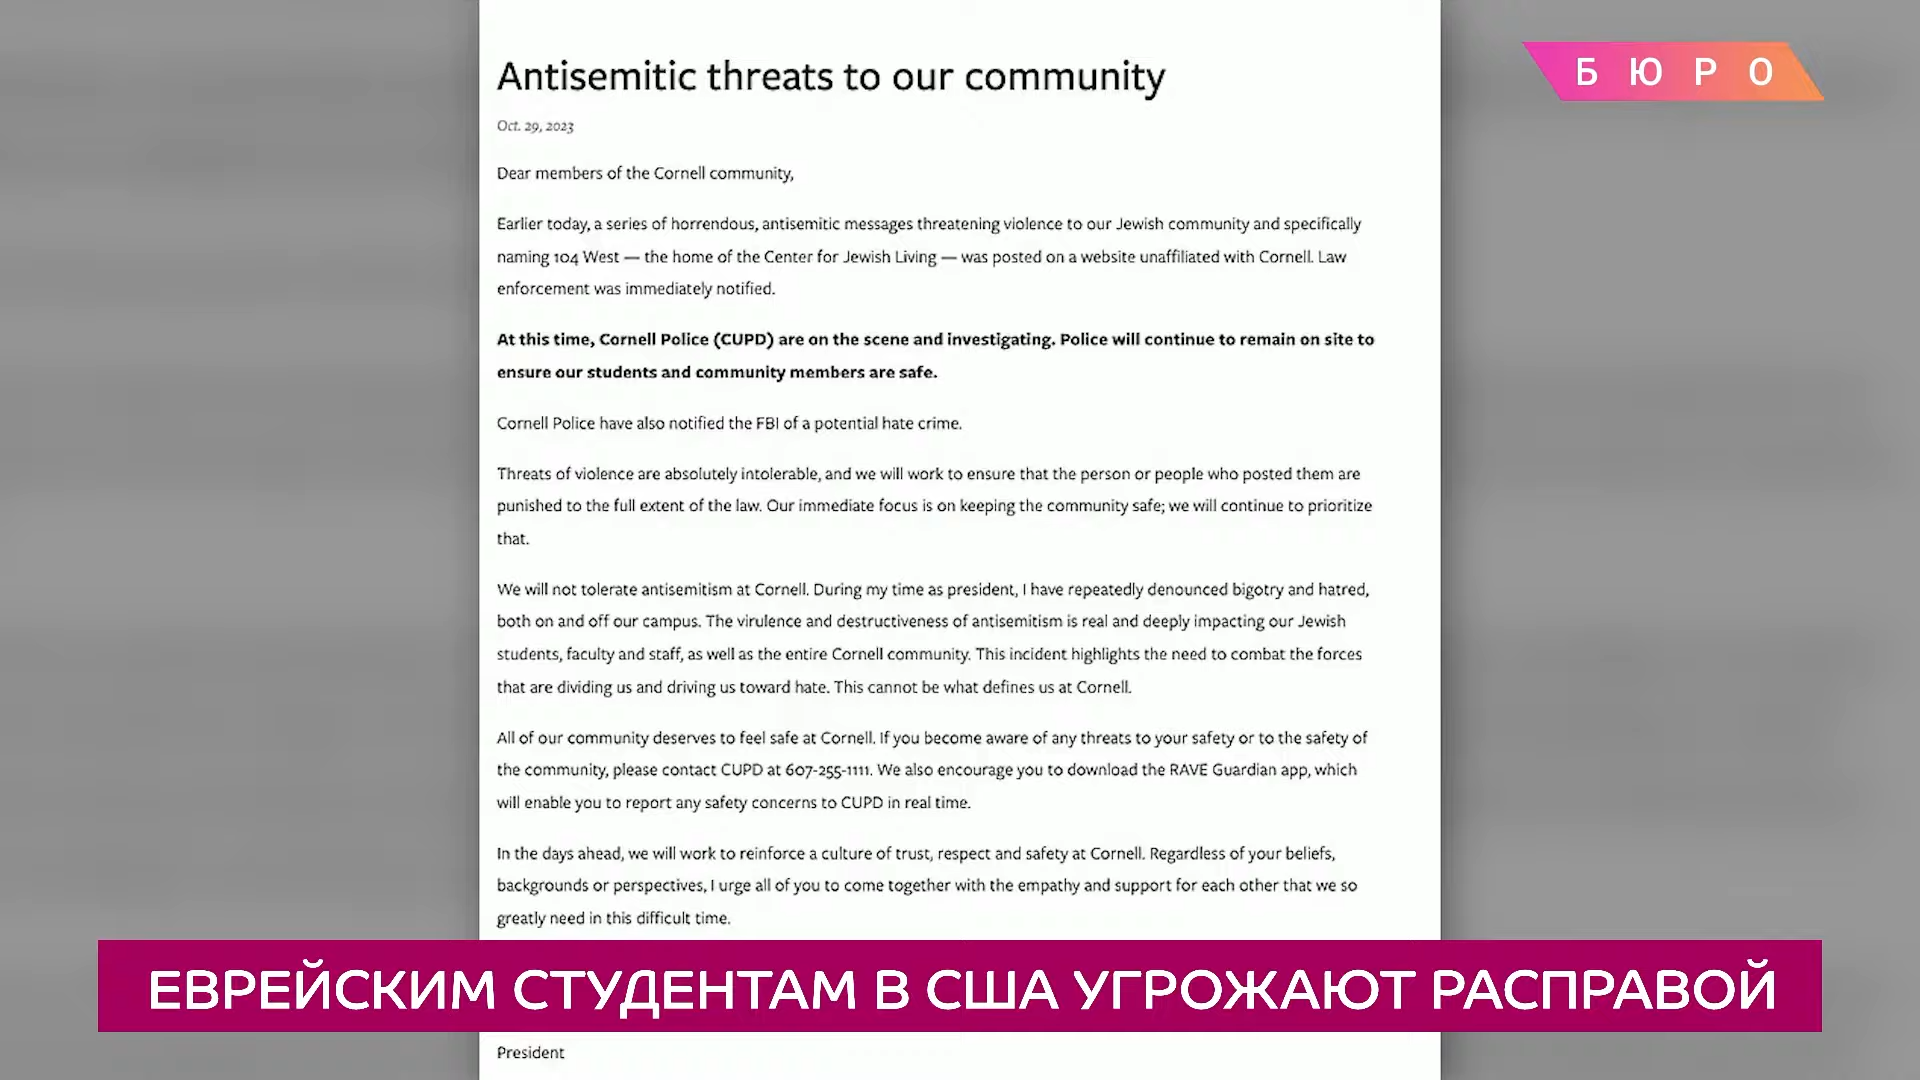 Antisemitic threats to our community
БЮРО
Oct. 29, 2023
Dear members of the Cornell community,
Earlier today, a series of horrendous, antisemitic messages threatening violence to our Jewish community and specifically
naming 104 West — the home of the Center for Jewish Living — was posted on a website unaffiliated with Cornell. Law
enforcement was immediately notified.
At this time, Cornell Police (CUPD) are on the scene and investigating. Police will continue to remain on site to
ensure our students and community members are safe.
Cornell Police have also notified the FBI of a potential hate crime.
Threats of violence are absolutely intolerable, and we will work to ensure that the person or people who posted them are
punished to the full extent of the law. Our immediate focus is on keeping the community safe; we will continue to prioritize
that.
We will not tolerate antisemitism at Cornell. During my time as president, I have repeatedly denounced bigotry and hatred,
both on and off our campus. The virulence and destructiveness of antisemitism is real and deeply impacting our Jewish
students, faculty and staff, as well as the entire Cornell community. This incident highlights the need to combat the forces
that are dividing us and driving us toward hate. This cannot be what defines us at Cornell.
All of our community deserves to feel safe at Cornell. If you become aware of any threats to your safety or to the safety of
the community, please contact CUPD at 607-255-1111. We also encourage you to download the RAVE Guardian app, which
will enable you to report any safety concerns to CUPD in real time.
In the days ahead, we will work to reinforce a culture of trust, respect and safety at Cornell. Regardless of your beliefs,
backgrounds or perspectives, I urge all of you to come together with the empathy and support for each other that we so
greatly need in this difficult time.
ЕВРЕЙСКИМ СТУДЕНТАМ В США УГРОЖАЮТ РАСПРАВОЙ
President